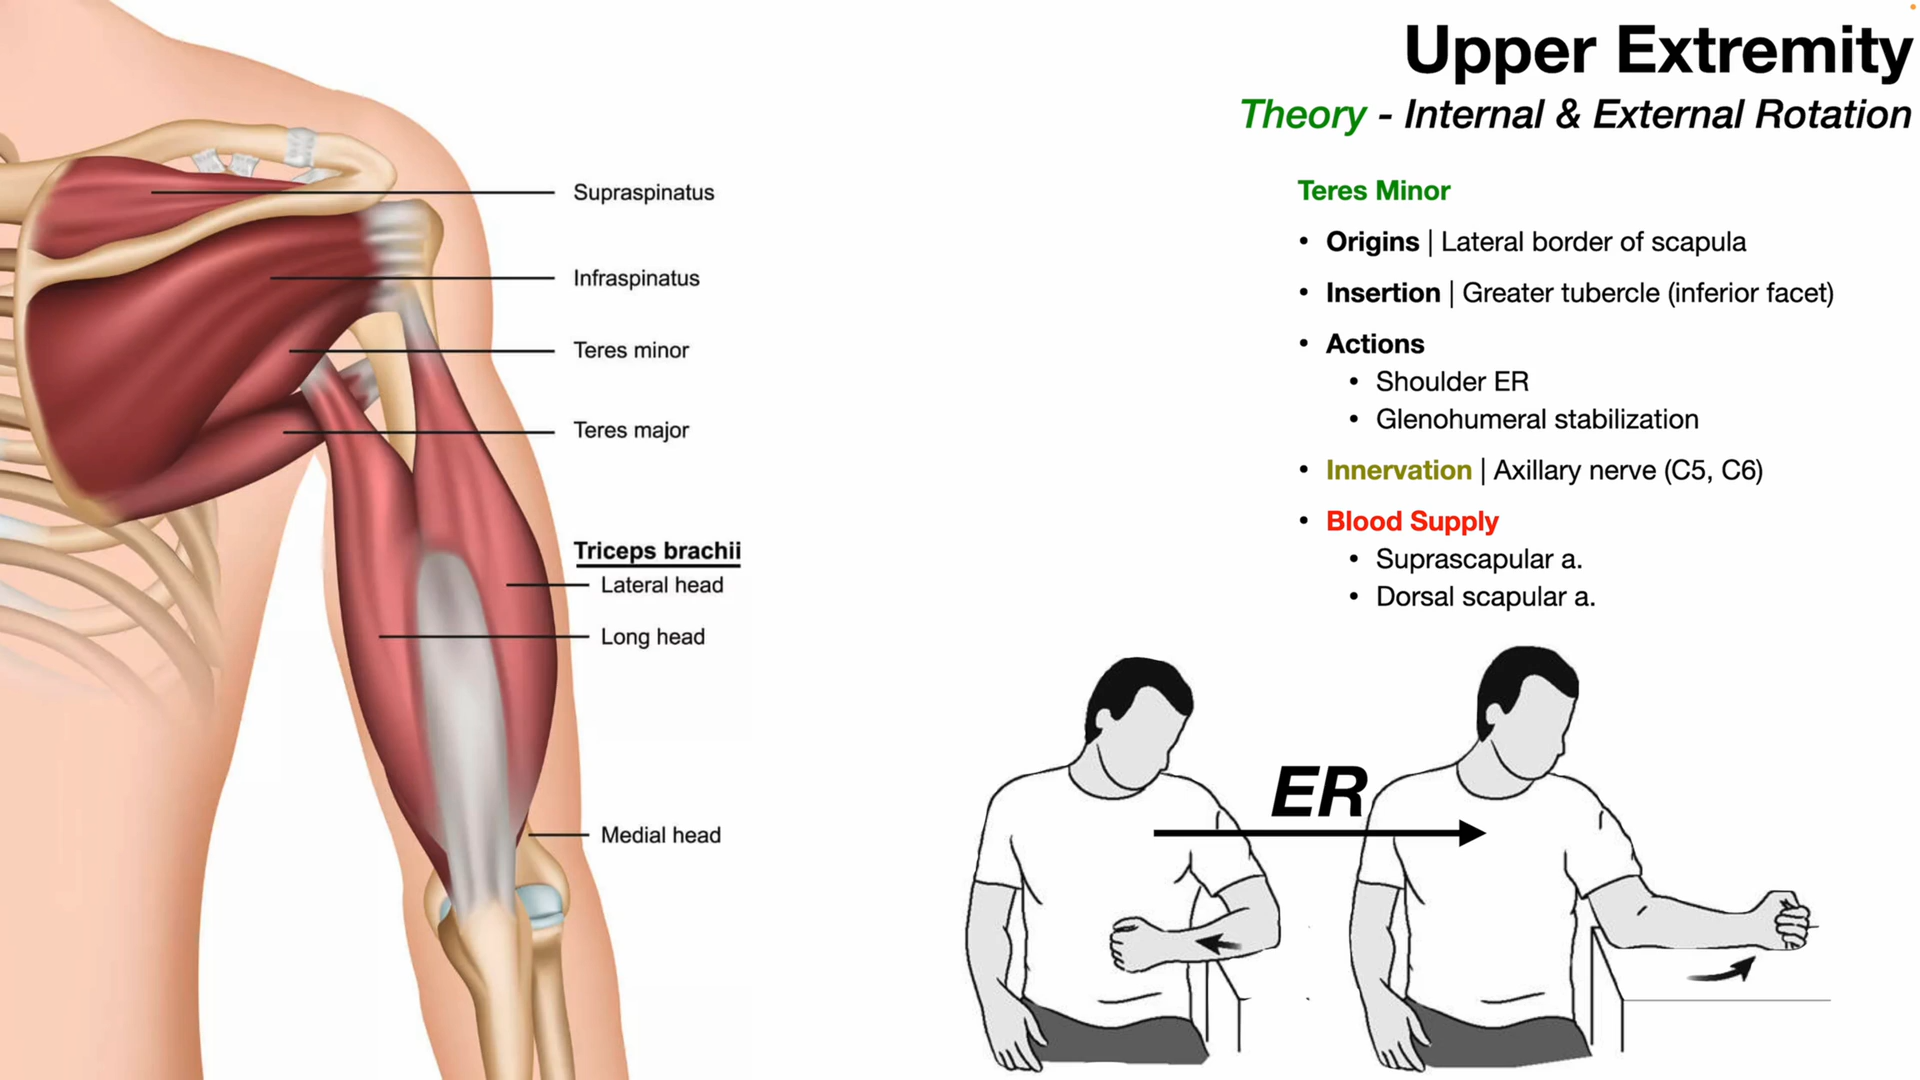 Upper Extremity
Theory - Internal & External Rotation
Supraspinatus
Infraspinatus
Teres minor
Teres major
Triceps brachii
Lateral head
Long head
Medial head
Teres Minor
• Origins | Lateral border of scapula
• Insertion | Greater tubercle (inferior facet)
• Actions
• Shoulder ER
• Glenohumeral stabilization
• Innervation | Axillary nerve (C5, C6)
• Blood Supply
• Suprascapular a.
• Dorsal scapular a.
ER